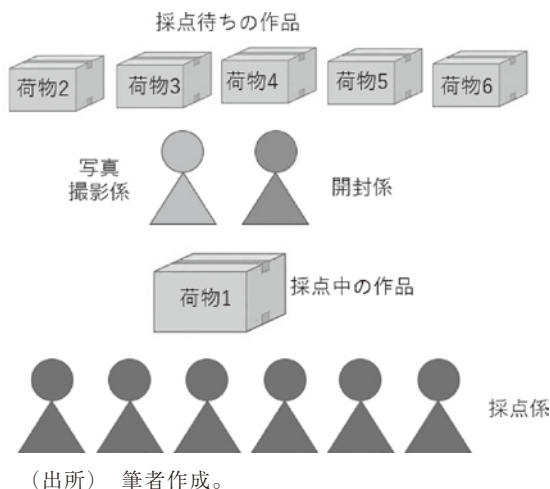 採点待ちの作品
荷物2 荷物3 荷物4 荷物5 荷物6
写真
撮影係
開封係
荷物1
採点中の作品
採点係
（出所） 筆者作成。